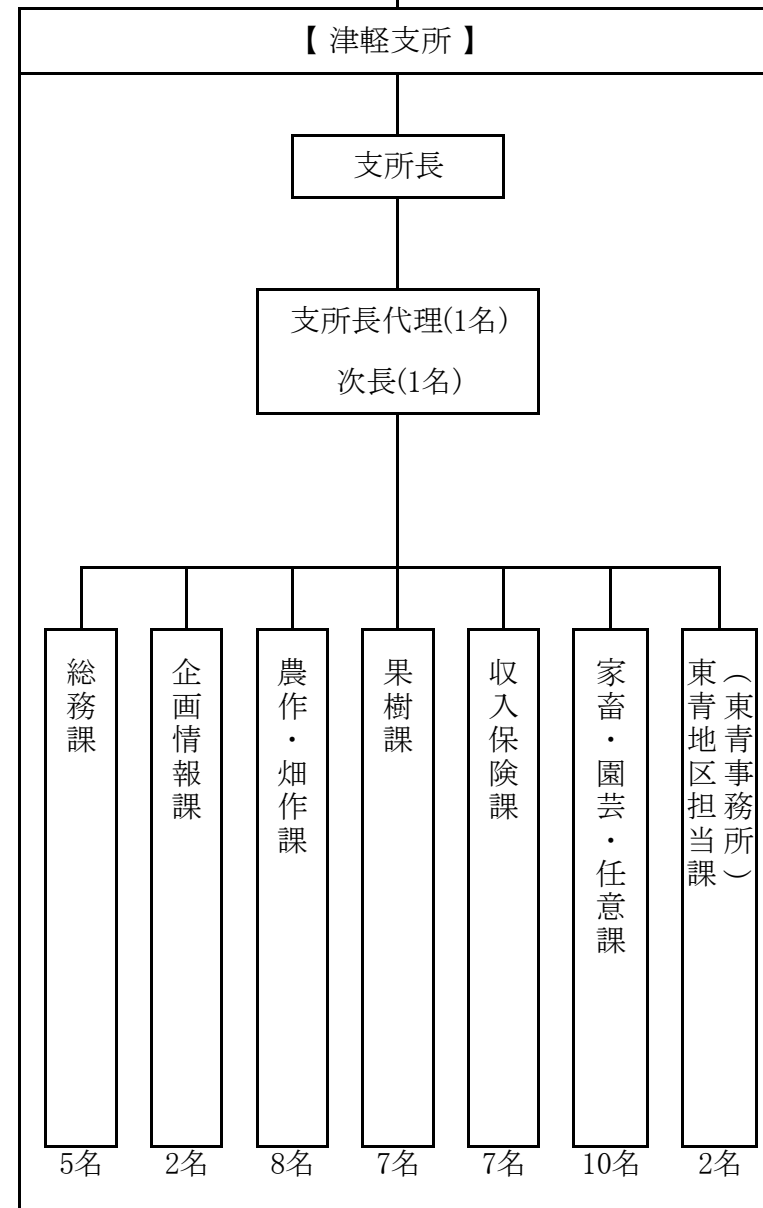 【 津軽支所 】
支所長
支所長代理(1名)
次長(1名)
総務課
企画情報課
農作・畑作課
果樹課
収入保険課
家畜・園芸・任意課
(東青事務所)
東青地区担当課
5名
2名
8名
7名
7名
10名
2名